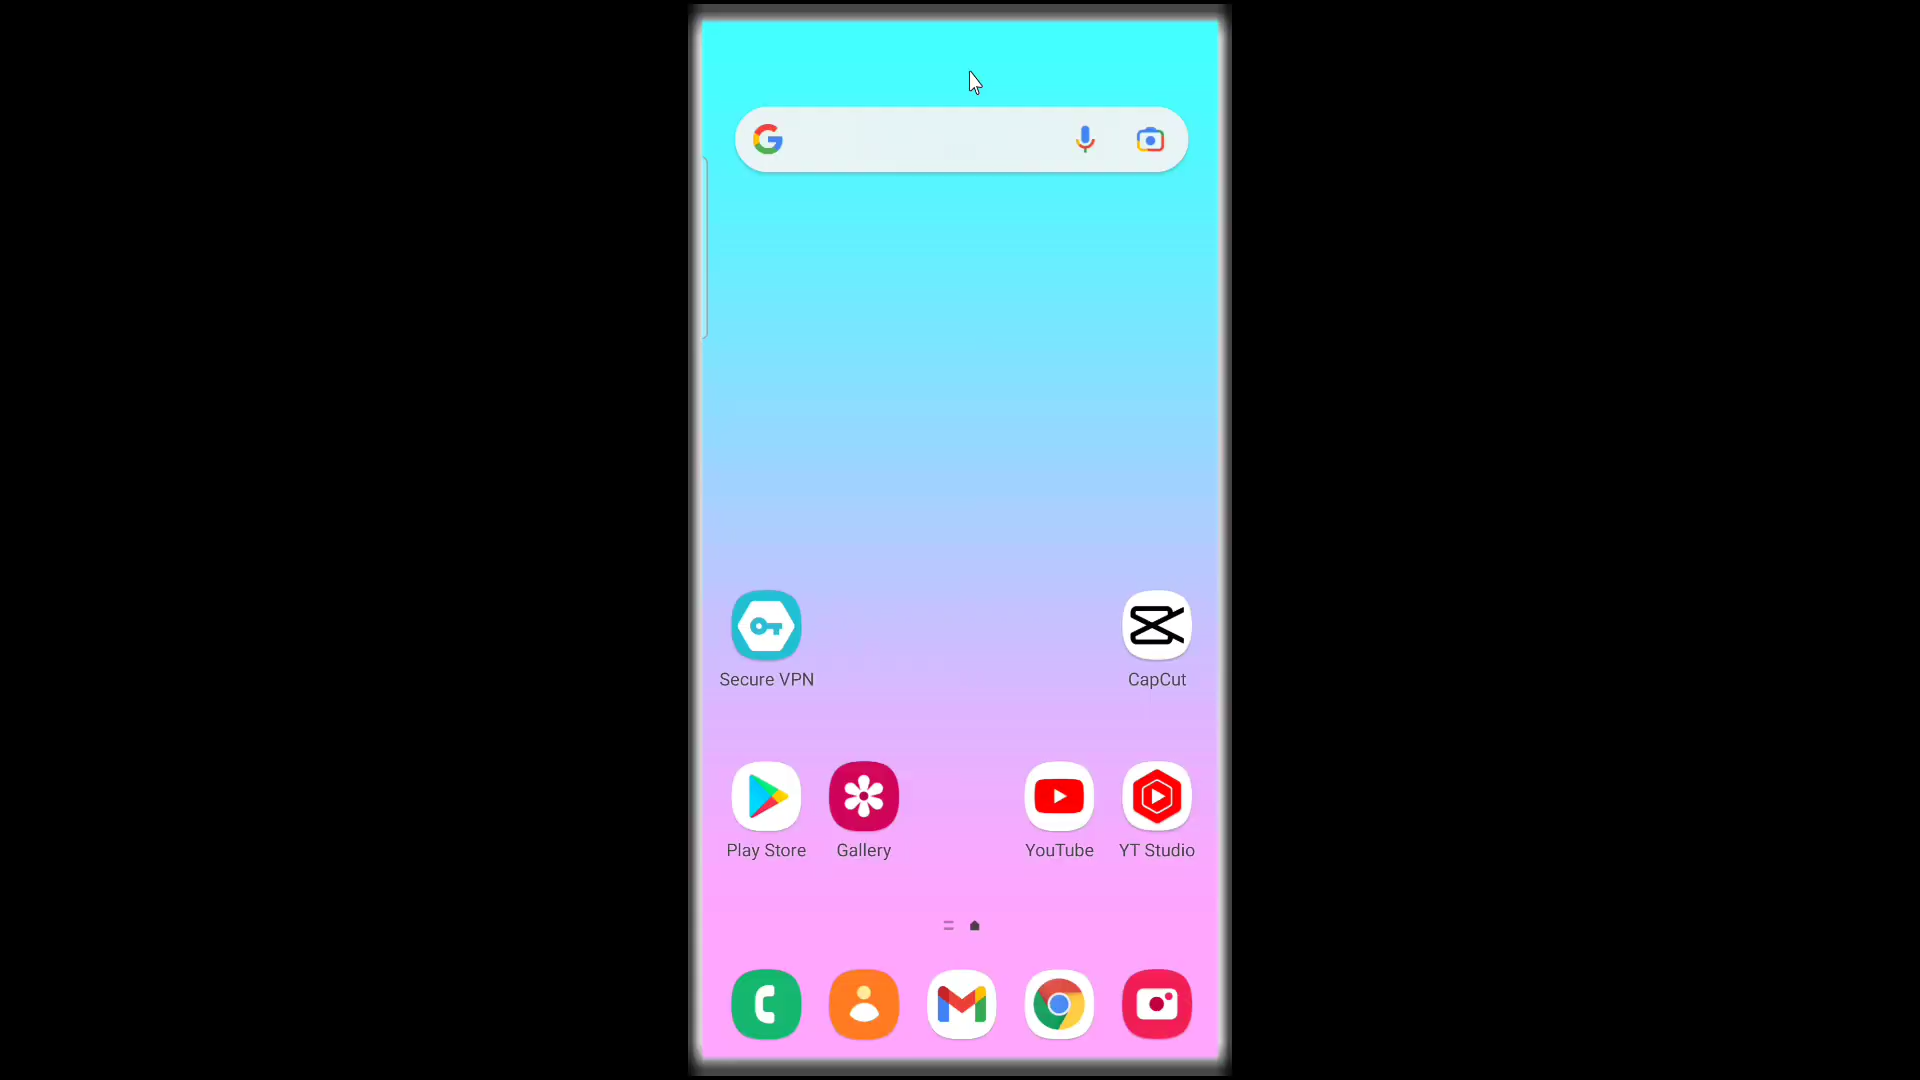 Secure VPN
CapCut
Play Store
Gallery
YouTube
YT Studio